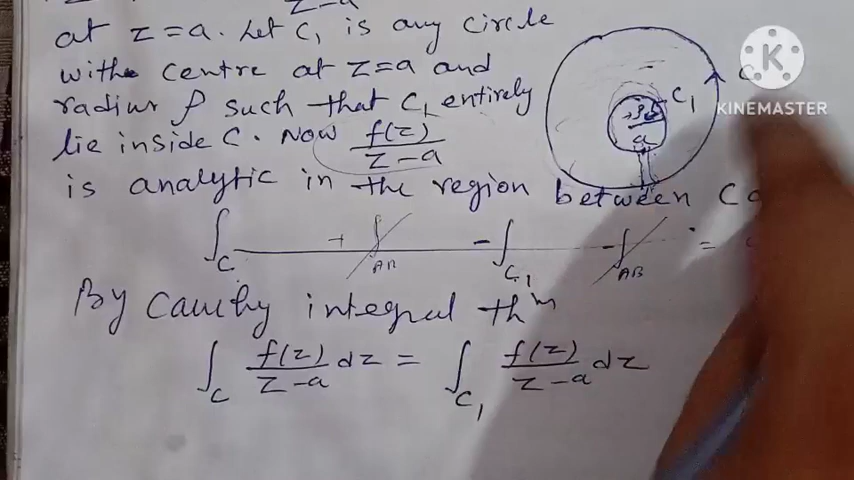 z-a
at z=a. Let C₁ is any circle
with centre at z=a and
radius ρ such that C₁ entirely
lie inside C. Now f(z)/z-a
is analytic in the region between C
∫C + ∫AB - ∫C₁ - ∫AB =
By Cauchy integral thm
∫C f(z)/z-a dz = ∫C₁ f(z)/z-a dz
C₁
a
C
KINEMASTER